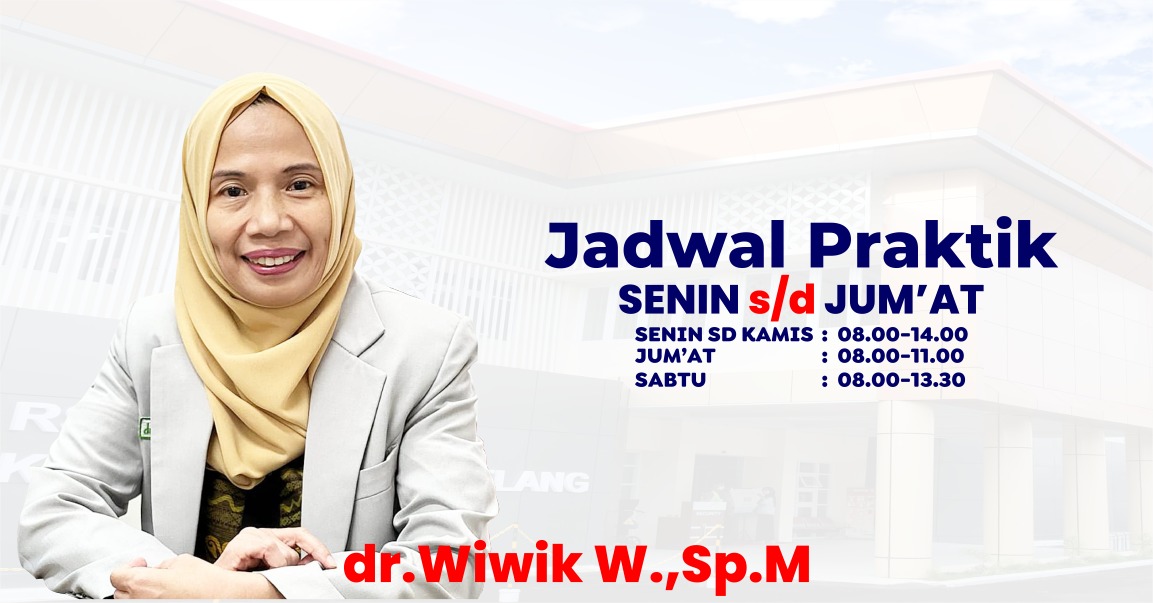 Jadwal Praktik
SENIN s/d JUM’AT
SENIN SD KAMIS : 08.00-14.00
JUM’AT : 08.00-11.00
SABTU : 08.00-13.30
LANG
dr.Wiwik W.,Sp.M